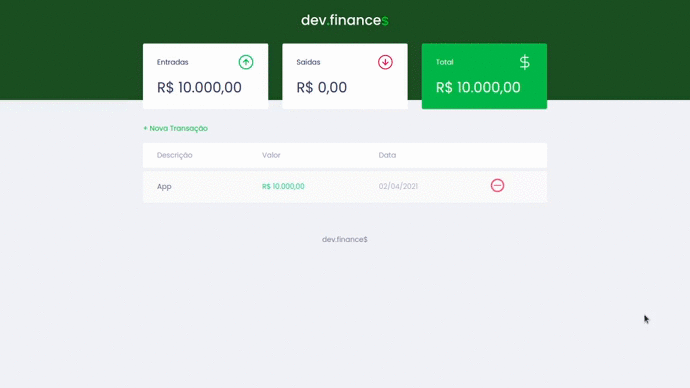 dev.finance$
Entradas
R$ 10.000,00
Saídas
R$ 0,00
Total
$
R$ 10.000,00
+ Nova Transação
Descrição Valor Data
App R$ 10.000,00 02/04/2021
dev.finance$